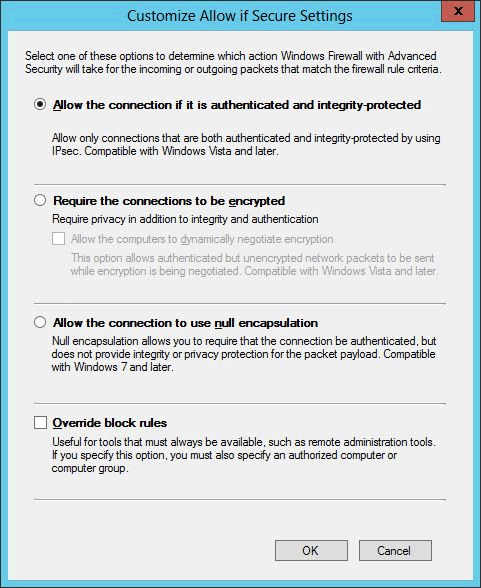 Customize Allow if Secure Settings
x
Select one of these options to determine which action Windows Firewall with Advanced
Security will take for the incoming or outgoing packets that match the firewall rule criteria.
Allow the connection if it is authenticated and integrity-protected
Allow only connections that are both authenticated and integrity-protected by using
IPsec. Compatible with Windows Vista and later.
Require the connections to be encrypted
Require privacy in addition to integrity and authentication
Allow the computers to dynamically negotiate encryption
This option allows authenticated but unencrypted network packets to be sent
while encryption is being negotiated. Compatible with Windows Vista and later.
Allow the connection to use null encapsulation
Null encapsulation allows you to require that the connection be authenticated, but
does not provide integrity or privacy protection for the packet payload. Compatible
with Windows 7 and later.
Override block rules
Useful for tools that must always be available, such as remote administration tools.
If you specify this option, you must also specify an authorized computer or
computer group.
OK
Cancel